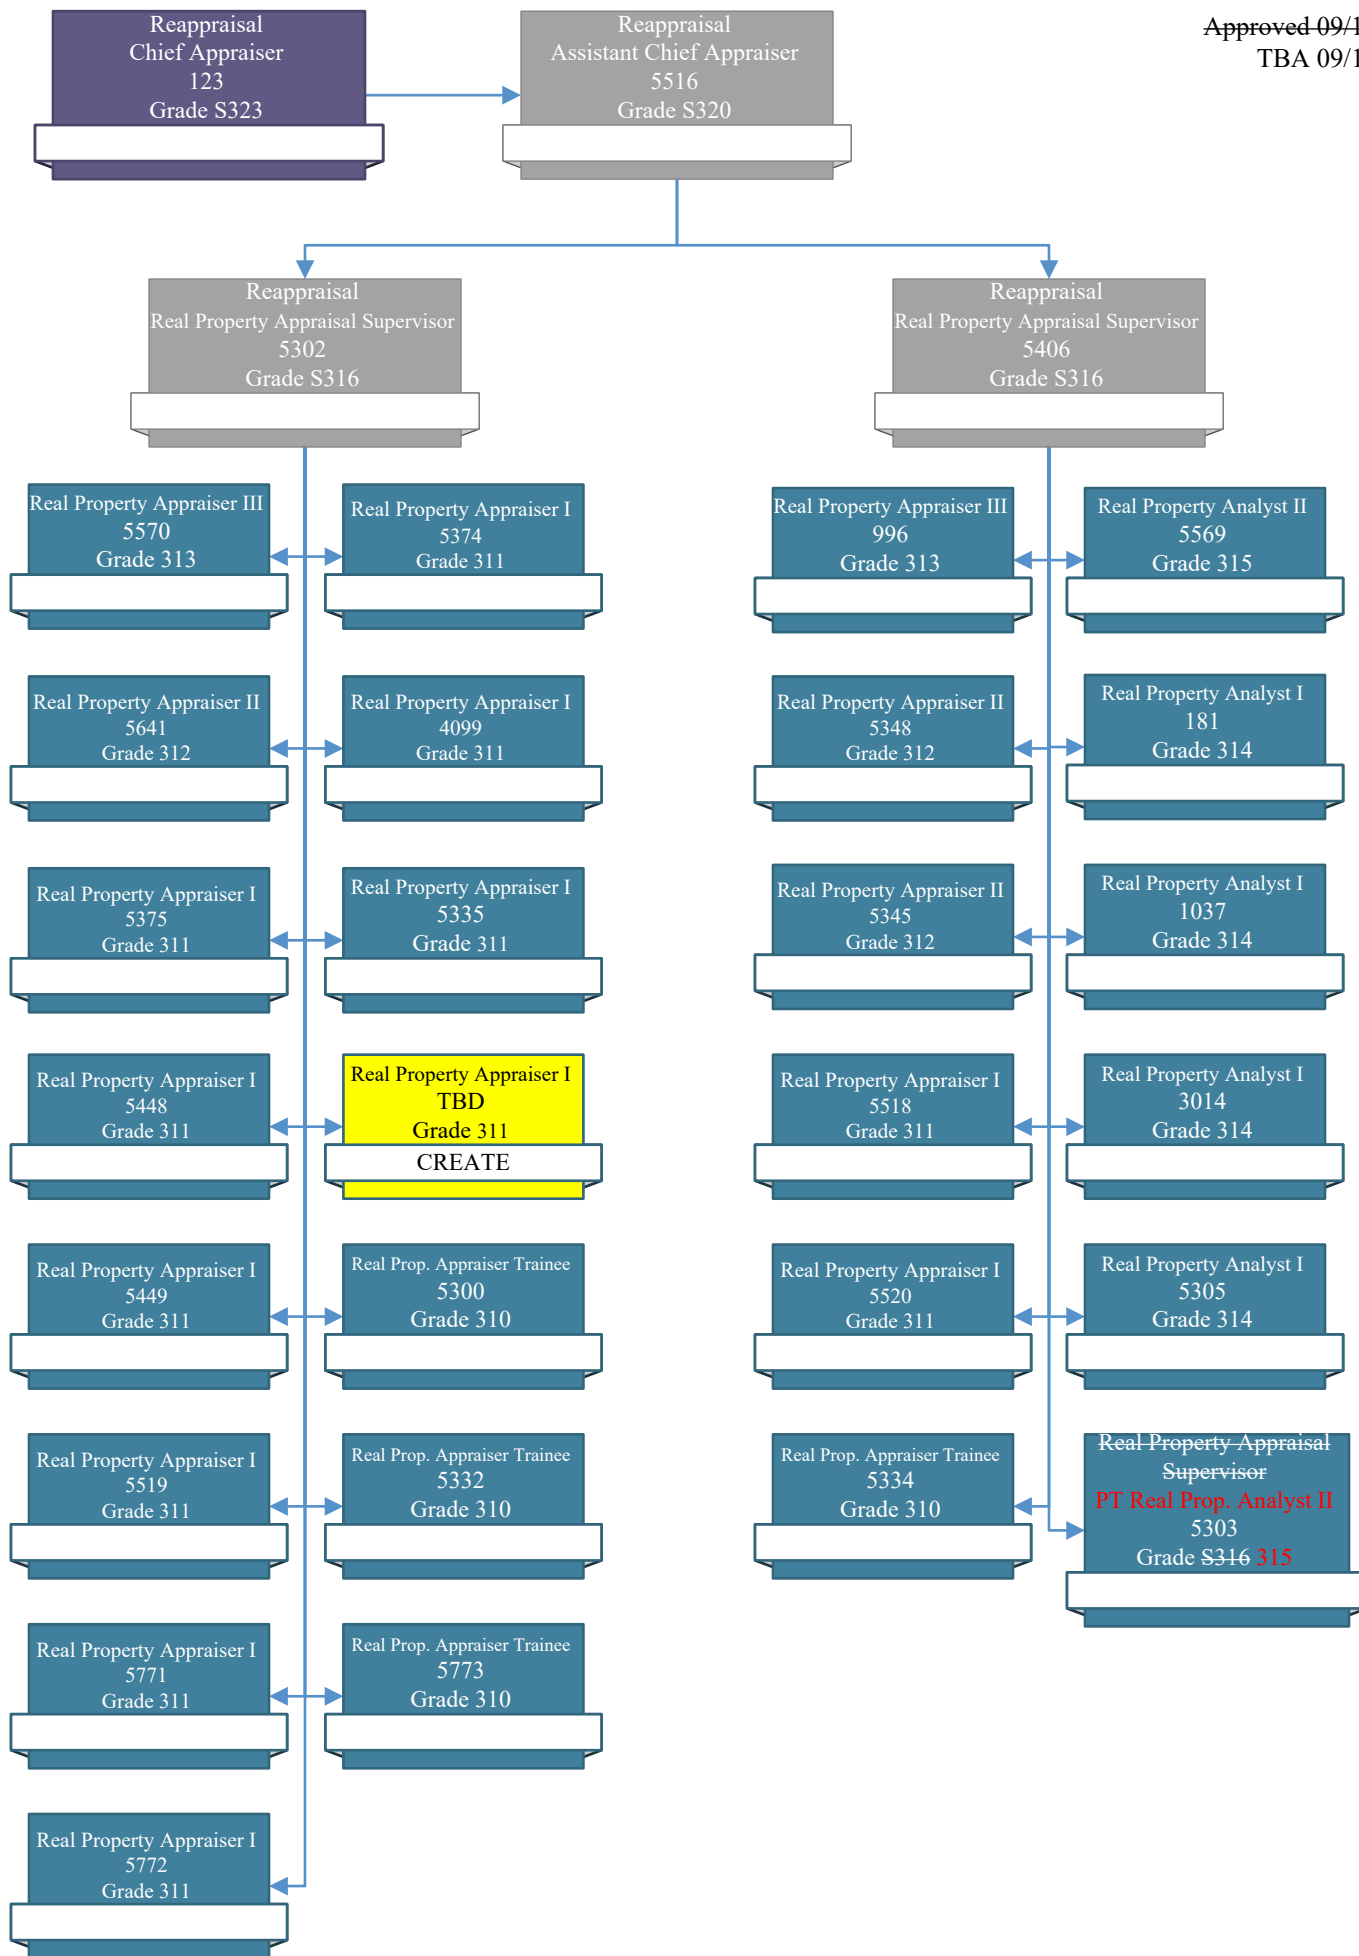 Reappraisal
Chief Appraiser
123
Grade S323
Reappraisal
Assistant Chief Appraiser
5516
Grade S320
Approved 09/1
TBA 09/1
Reappraisal
Real Property Appraisal Supervisor
5302
Grade S316
Reappraisal
Real Property Appraisal Supervisor
5406
Grade S316
Real Property Appraiser III
5570
Grade 313
Real Property Appraiser I
5374
Grade 311
Real Property Appraiser III
996
Grade 313
Real Property Analyst II
5569
Grade 315
Real Property Appraiser II
5641
Grade 312
Real Property Appraiser I
4099
Grade 311
Real Property Appraiser II
5348
Grade 312
Real Property Analyst I
181
Grade 314
Real Property Appraiser I
5375
Grade 311
Real Property Appraiser I
5335
Grade 311
Real Property Appraiser II
5345
Grade 312
Real Property Analyst I
1037
Grade 314
Real Property Appraiser I
5448
Grade 311
Real Property Appraiser I
TBD
Grade 311
CREATE
Real Property Appraiser I
5518
Grade 311
Real Property Analyst I
3014
Grade 314
Real Property Appraiser I
5449
Grade 311
Real Prop. Appraiser Trainee
5300
Grade 310
Real Property Appraiser I
5520
Grade 311
Real Property Analyst I
5305
Grade 314
Real Property Appraiser I
5519
Grade 311
Real Prop. Appraiser Trainee
5332
Grade 310
Real Prop. Appraiser Trainee
5334
Grade 310
Real Property Appraisal
Supervisor
PT Real Prop. Analyst II
5303
Grade S316 315
Real Property Appraiser I
5771
Grade 311
Real Prop. Appraiser Trainee
5773
Grade 310
Real Property Appraiser I
5772
Grade 311